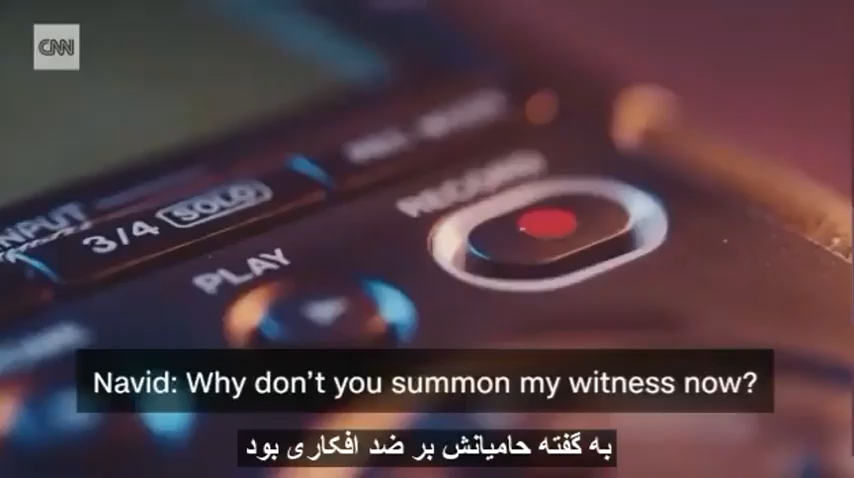 CNN
INPUT
3/4 SOLO
RECORD
PLAY
Navid: Why don't you summon my witness now?
به گفته حامیانش بر ضد افکاری بود